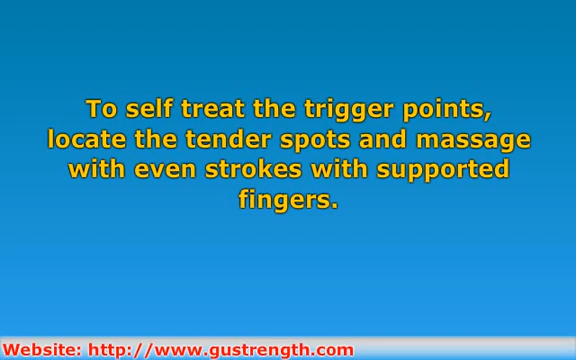 To self treat the trigger points,
locate the tender spots and massage
with even strokes with supported
fingers.
Website: http://www.gustrength.com